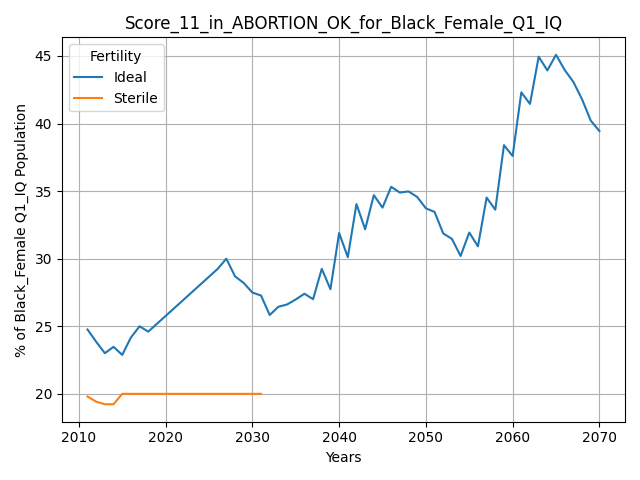 Score_11_in_ABORTION_OK_for_Black_Female_Q1_IQ
Fertility
Ideal
Sterile
% of Black_Female Q1_IQ Population
45
40
35
30
25
20
2010 2020 2030 2040 2050 2060 2070
Years